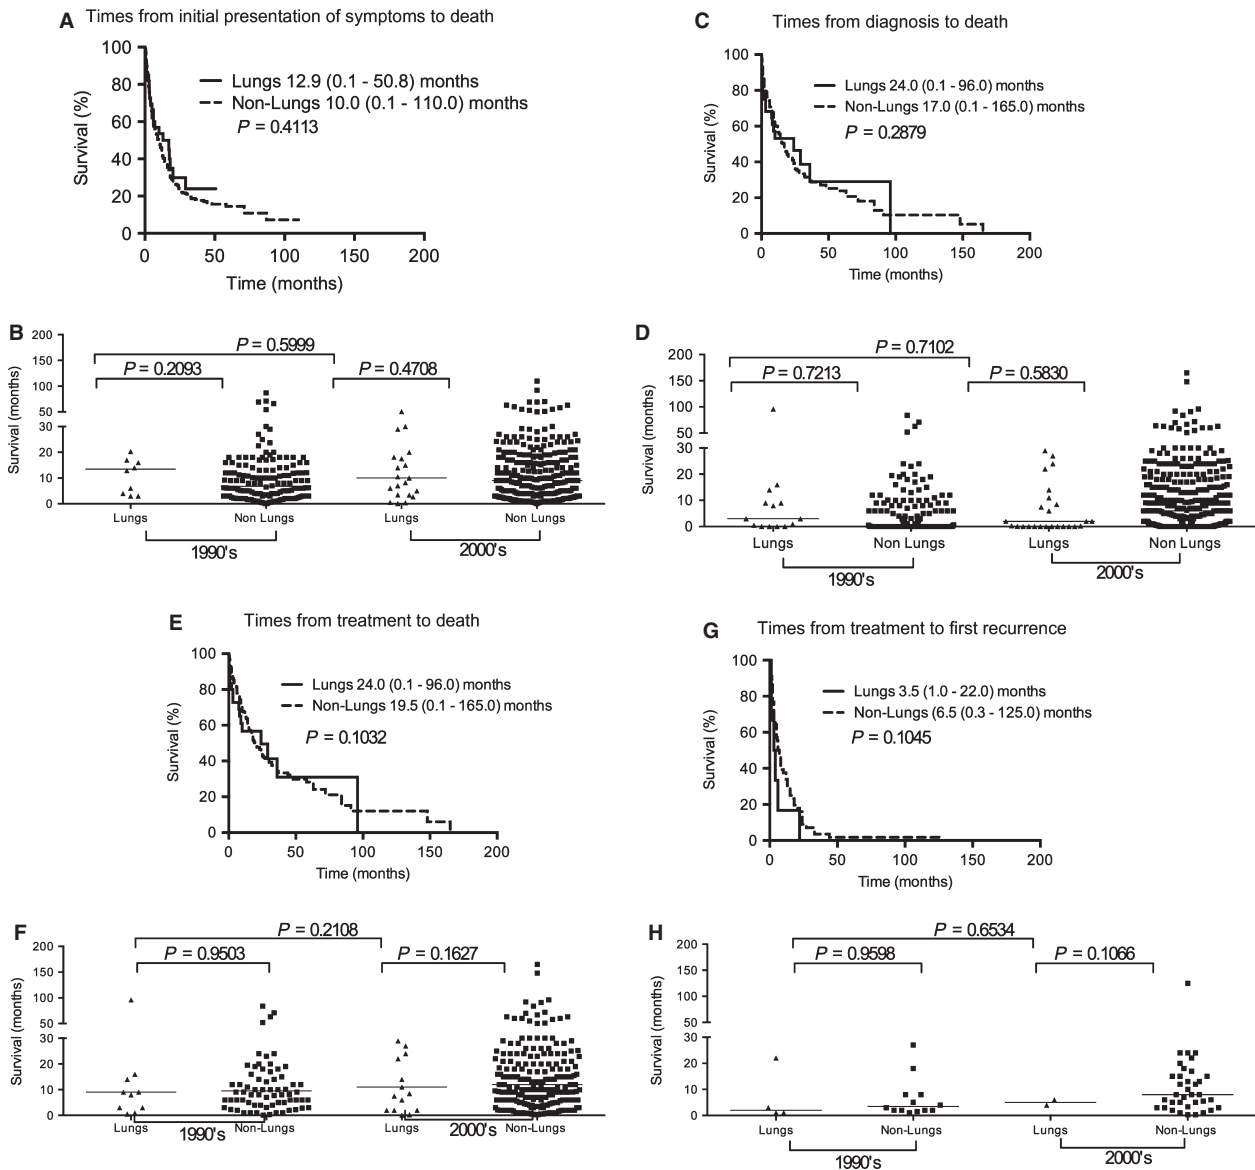 A Times from initial presentation of symptoms to death
100
80
60
40
20
0
Survival (%)
Lungs 12.9 (0.1 - 50.8) months
Non-Lungs 10.0 (0.1 - 110.0) months
P = 0.4113
0 50 100 150 200
Time (months)
C Times from diagnosis to death
100
80
60
40
20
0
Survival (%)
Lungs 24.0 (0.1 - 96.0) months
Non-Lungs 17.0 (0.1 - 165.0) months
P = 0.2879
0 50 100 150 200
Time (months)
B
200
150
100
50
30
20
10
0
Survival (months)
P = 0.5999
P = 0.2093 P = 0.4708
Lungs Non Lungs Lungs Non Lungs
1990's 2000's
D
200
150
100
50
30
20
10
0
Survival (months)
P = 0.7102
P = 0.7213 P = 0.5830
Lungs Non Lungs Lungs Non Lungs
1990's 2000's
E Times from treatment to death
100
80
60
40
20
0
Survival (%)
Lungs 24.0 (0.1 - 96.0) months
Non-Lungs 19.5 (0.1 - 165.0) months
P = 0.1032
0 50 100 150 200
Time (months)
G Times from treatment to first recurrence
100
80
60
40
20
0
Survival (%)
Lungs 3.5 (1.0 - 22.0) months
Non-Lungs (6.5 (0.3 - 125.0) months
P = 0.1045
0 50 100 150 200
Time (months)
F
200
150
100
50
30
20
10
0
Survival (months)
P = 0.2108
P = 0.9503 P = 0.1627
Lungs Non-Lungs Lungs Non-Lungs
1990's 2000's
H
200
150
100
50
30
20
10
0
Survival (months)
P = 0.6534
P = 0.9598 P = 0.1066
Lungs Non-Lungs Lungs Non-Lungs
1990's 2000's